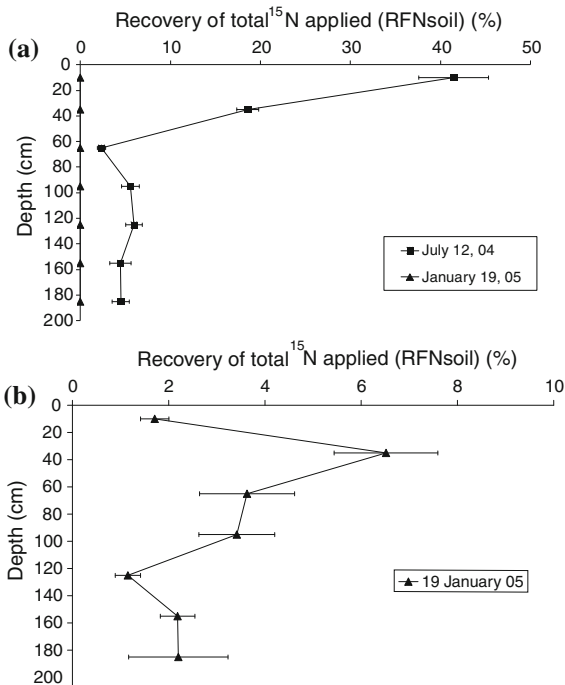 Recovery of total 15N applied (RFNsoil) (%)
(a)
0 10 20 30 40 50
0
20
40
60
80
100
120
140
160
180
200
Depth (cm)
July 12, 04
January 19, 05
Recovery of total 15N applied (RFNsoil) (%)
(b)
0 2 4 6 8 10
0
20
40
60
80
100
120
140
160
180
200
Depth (cm)
19 January 05